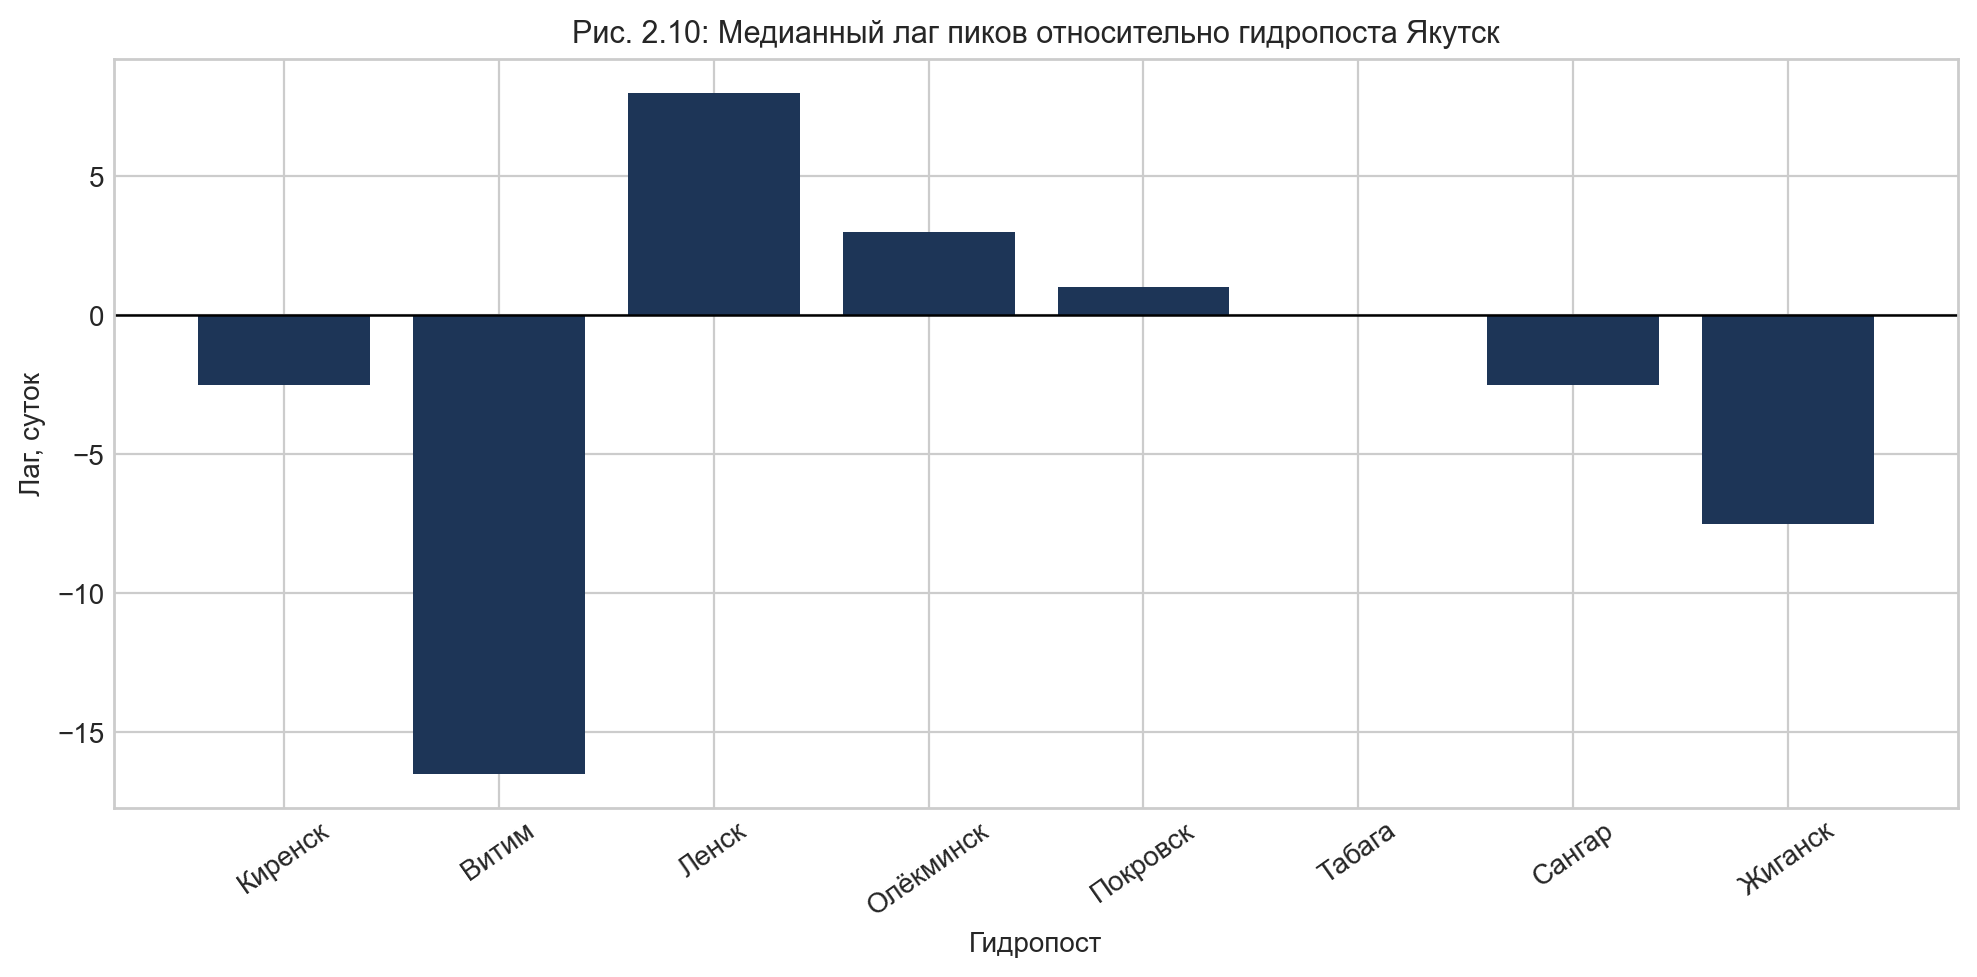 Рис. 2.10: Медианный лаг пиков относительно гидропоста Якутск
Лаг, суток
5
0
−5
−10
−15
Киренск
Витим
Ленск
Олёкминск
Покровск
Табага
Сангар
Жиганск
Гидропост